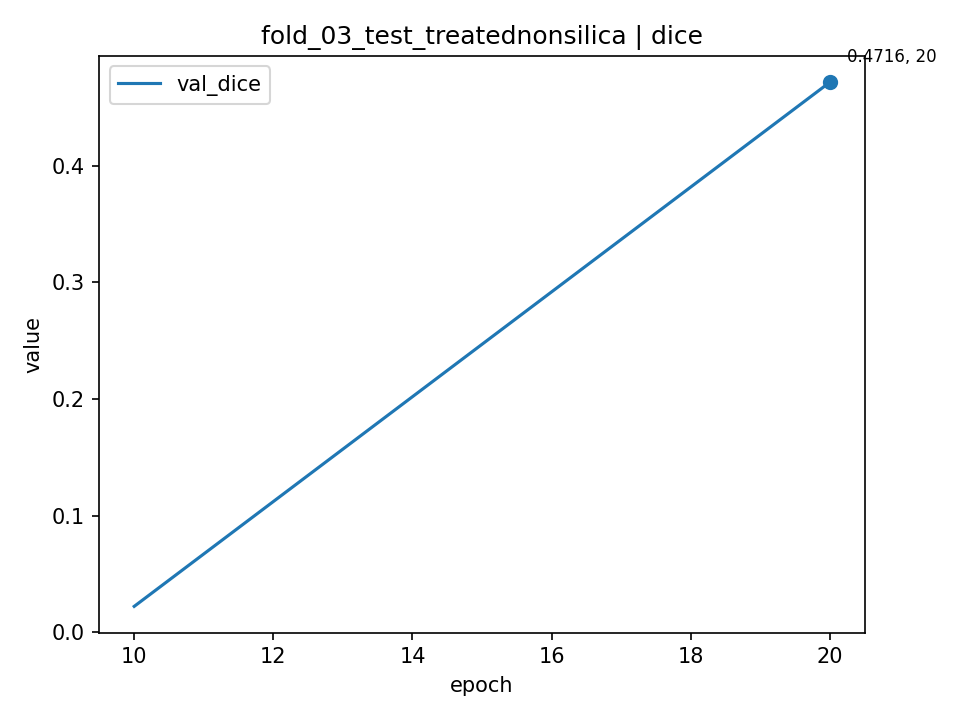 fold_03_test_treatednonsilica | dice
0.4716, 20
val_dice
0.4
0.3
0.2
0.1
0.0
value
10 12 14 16 18 20
epoch